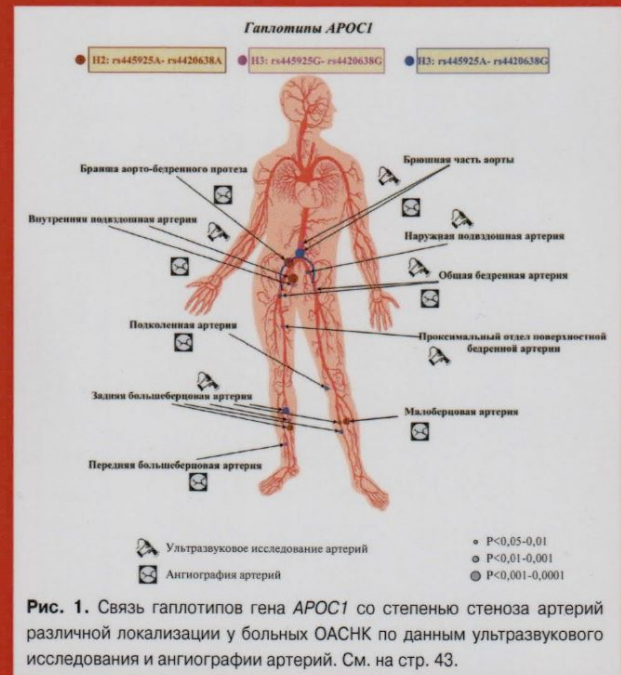 Гаплотипы APOC1
H2: rs445925A- rs4420638A
H3: rs445925G- rs4420638G
H3: rs445925A- rs4420638G
Бранша аорто-бедренного протеза
Брюшная часть аорты
Внутренняя подвздошная артерия
Наружная подвздошная артерия
Общая бедренная артерия
Подколенная артерия
Проксимальный отдел поверхностной
бедренной артерии
Задняя большеберцовая артерия
Малоберцовая артерия
Передняя большеберцовая артерия
Ультразвуковое исследование артерий
Ангиография артерий
P<0,05-0,01
P<0,01-0,001
P<0,001-0,0001
Рис. 1. Связь гаплотипов гена APOC1 со степенью стеноза артерий
различной локализации у больных ОАСНК по данным ультразвукового
исследования и ангиографии артерий. См. на стр. 43.